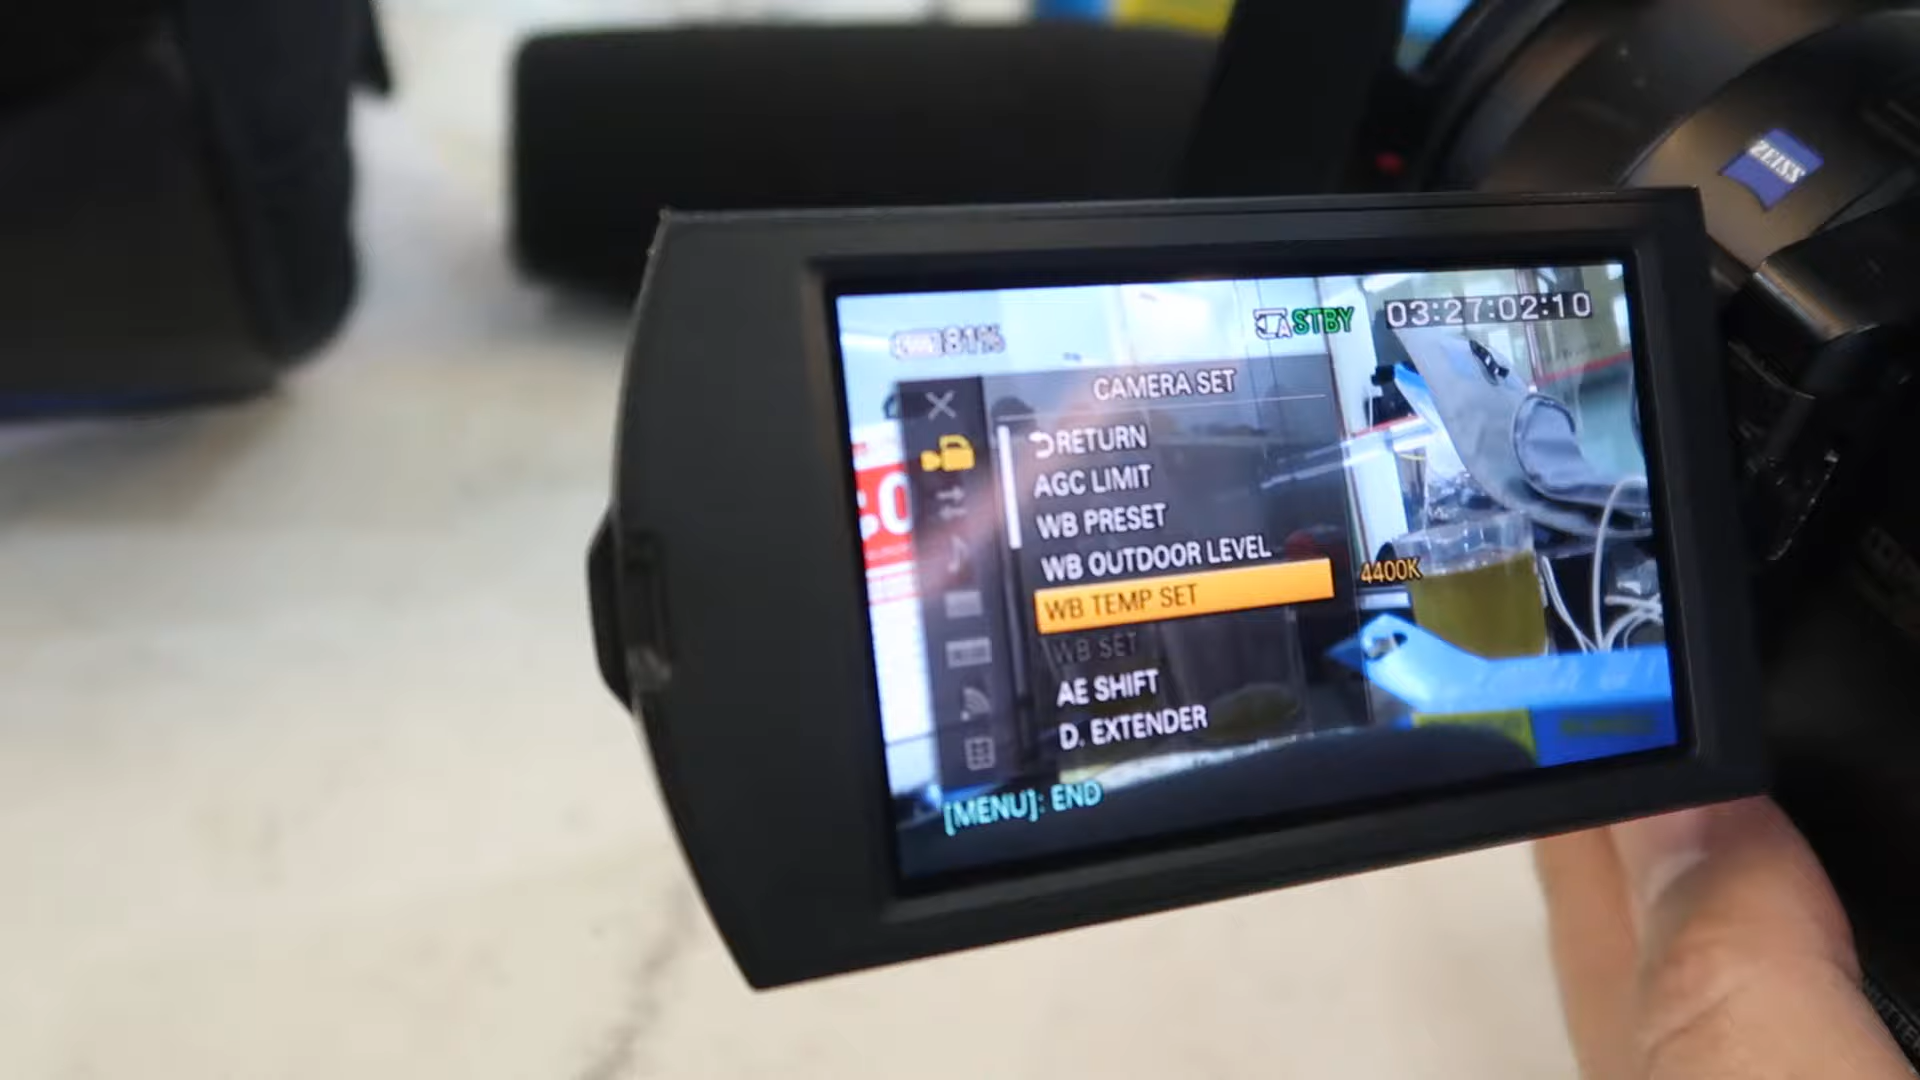 ZEISS
81%
STBY
03:27:02:10
CAMERA SET
RETURN
AGC LIMIT
WB PRESET
WB OUTDOOR LEVEL
WB TEMP SET
4400K
WB SET
AE SHIFT
D. EXTENDER
[MENU]: END